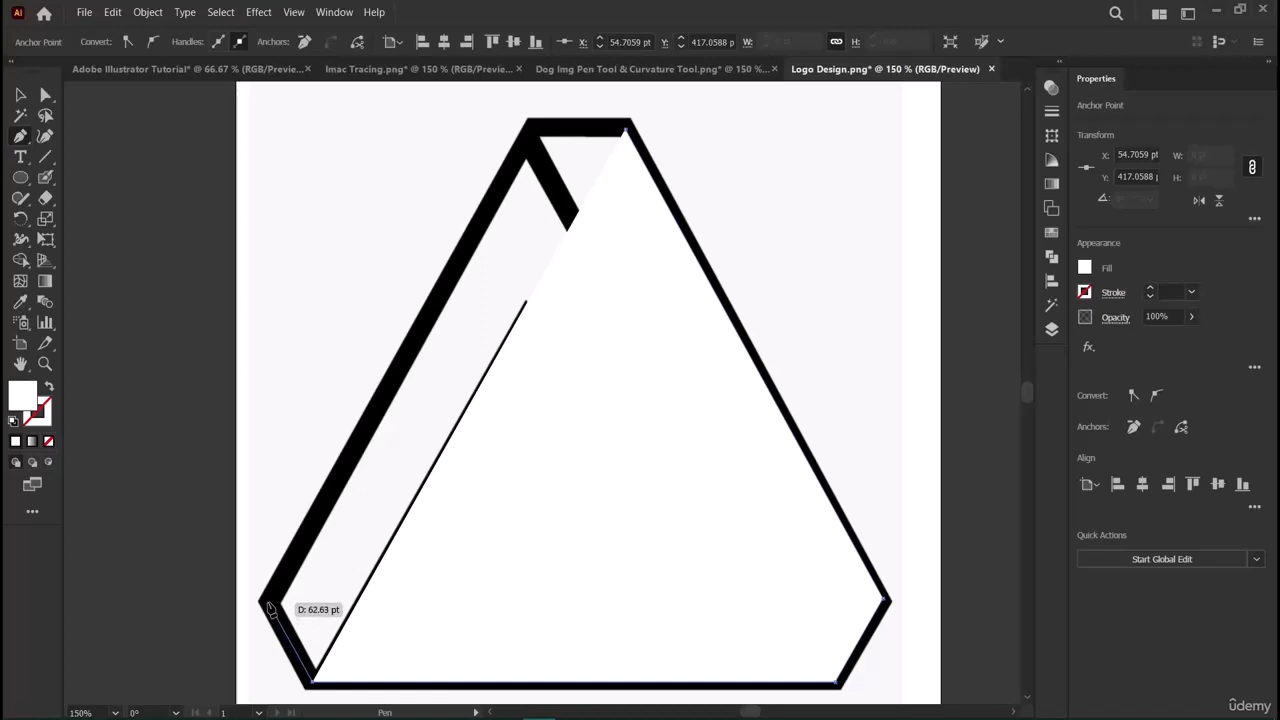 Ai File Edit Object Type Select Effect View Window Help
Anchor Point Convert: Handles: Anchors: X: 54.7059 pt Y: 417.0588 p W: H:
Adobe Illustrator Tutorial* @ 66.67 % (RGB/Previe... × Imac Tracing.png* @ 150 % (RGB/Previe... × Dog Img Pen Tool & Curvature Tool.png* @ 150 %... × Logo Design.png* @ 150 % (RGB/Preview) ×
Properties
Anchor Point
Transform
X: 54.7059 pt W:
Y: 417.0588 p H:
Appearance
Fill
Stroke
Opacity 100%
fx.
Convert:
Anchors:
Align
Quick Actions
Start Global Edit
D: 62.63 pt
150% 0° 1 Pen
ûdemy